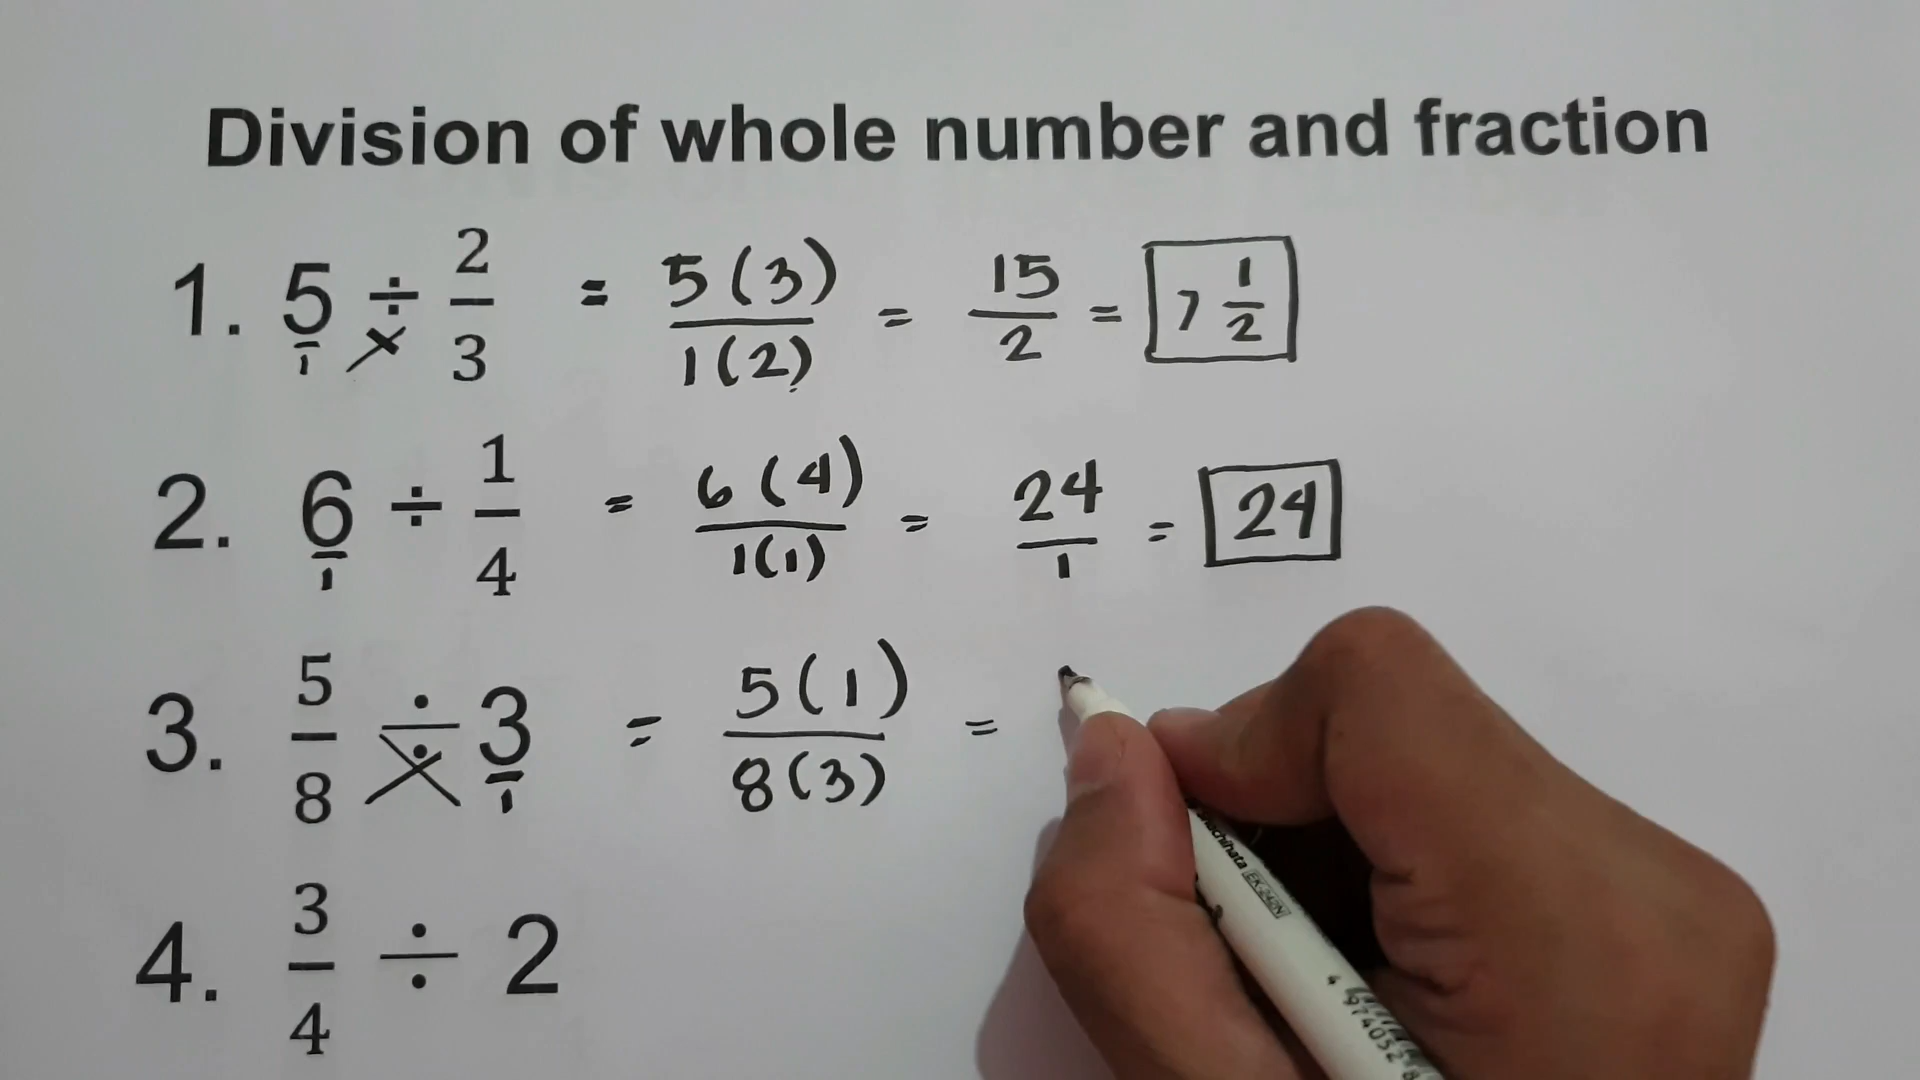 Division of whole number and fraction
1. 5/1 ÷ × 2/3 = 5(3)/1(2) = 15/2 = 7 1/2
2. 6/1 ÷ 1/4 = 6(4)/1(1) = 24/1 = 24
3. 5/8 ÷ × 3/1 = 5(1)/8(3) =
4. 3/4 ÷ 2
EK-242N